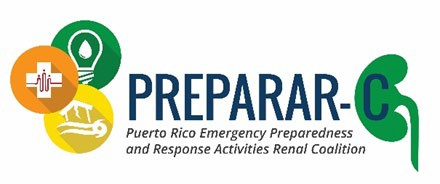 PREPARAR-C
Puerto Rico Emergency Preparedness
and Response Activities Renal Coalition